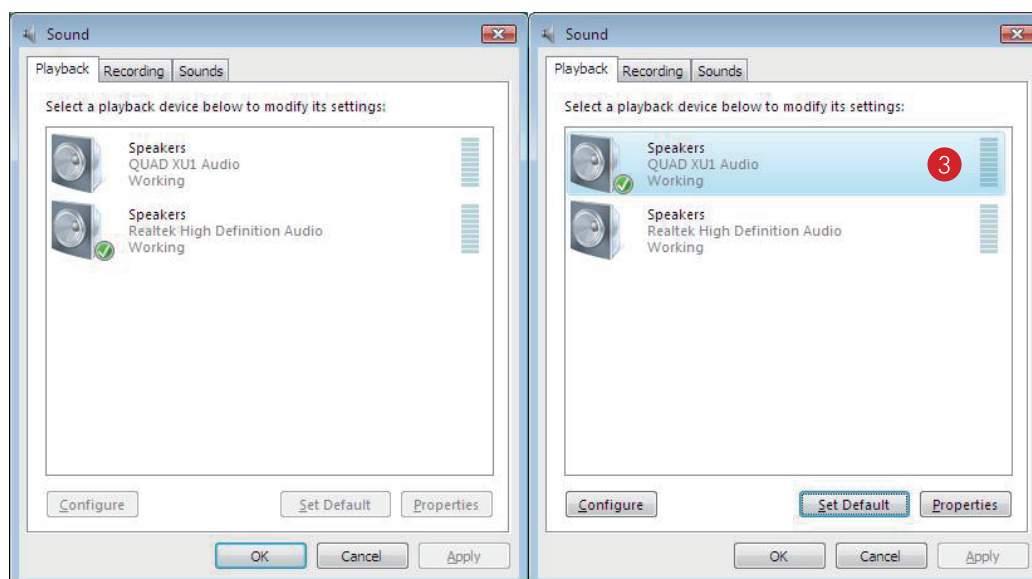 Sound
Playback Recording Sounds
Select a playback device below to modify its settings:
Speakers
QUAD XU1 Audio
Working
Speakers
Realtek High Definition Audio
Working
Configure Set Default Properties
OK Cancel Apply
Sound
Playback Recording Sounds
Select a playback device below to modify its settings:
Speakers
QUAD XU1 Audio
Working
3
Speakers
Realtek High Definition Audio
Working
Configure Set Default Properties
OK Cancel Apply